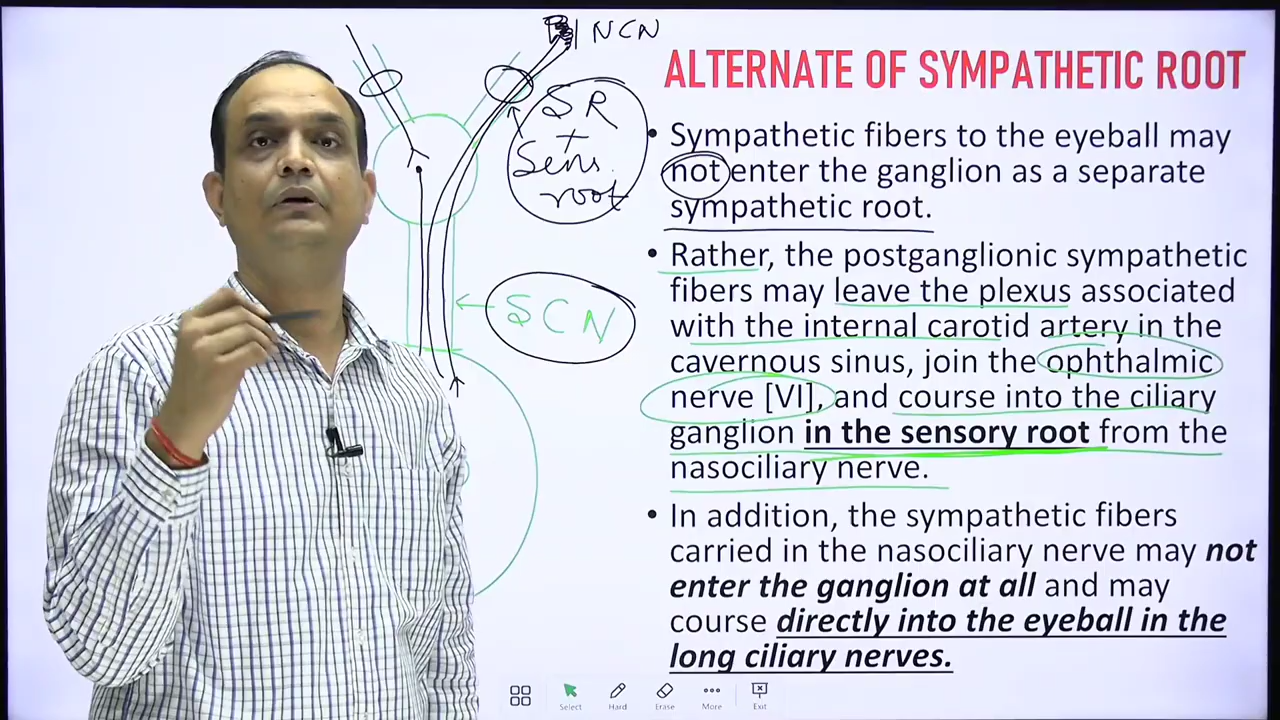 NCN
ALTERNATE OF SYMPATHETIC ROOT
SR
+
Sens.
root
SCN
• Sympathetic fibers to the eyeball may
not enter the ganglion as a separate
sympathetic root.
• Rather, the postganglionic sympathetic
fibers may leave the plexus associated
with the internal carotid artery in the
cavernous sinus, join the ophthalmic
nerve [VI], and course into the ciliary
ganglion in the sensory root from the
nasociliary nerve.
• In addition, the sympathetic fibers
carried in the nasociliary nerve may not
enter the ganglion at all and may
course directly into the eyeball in the
long ciliary nerves.
Select
Hard
Eraser
More
Exit